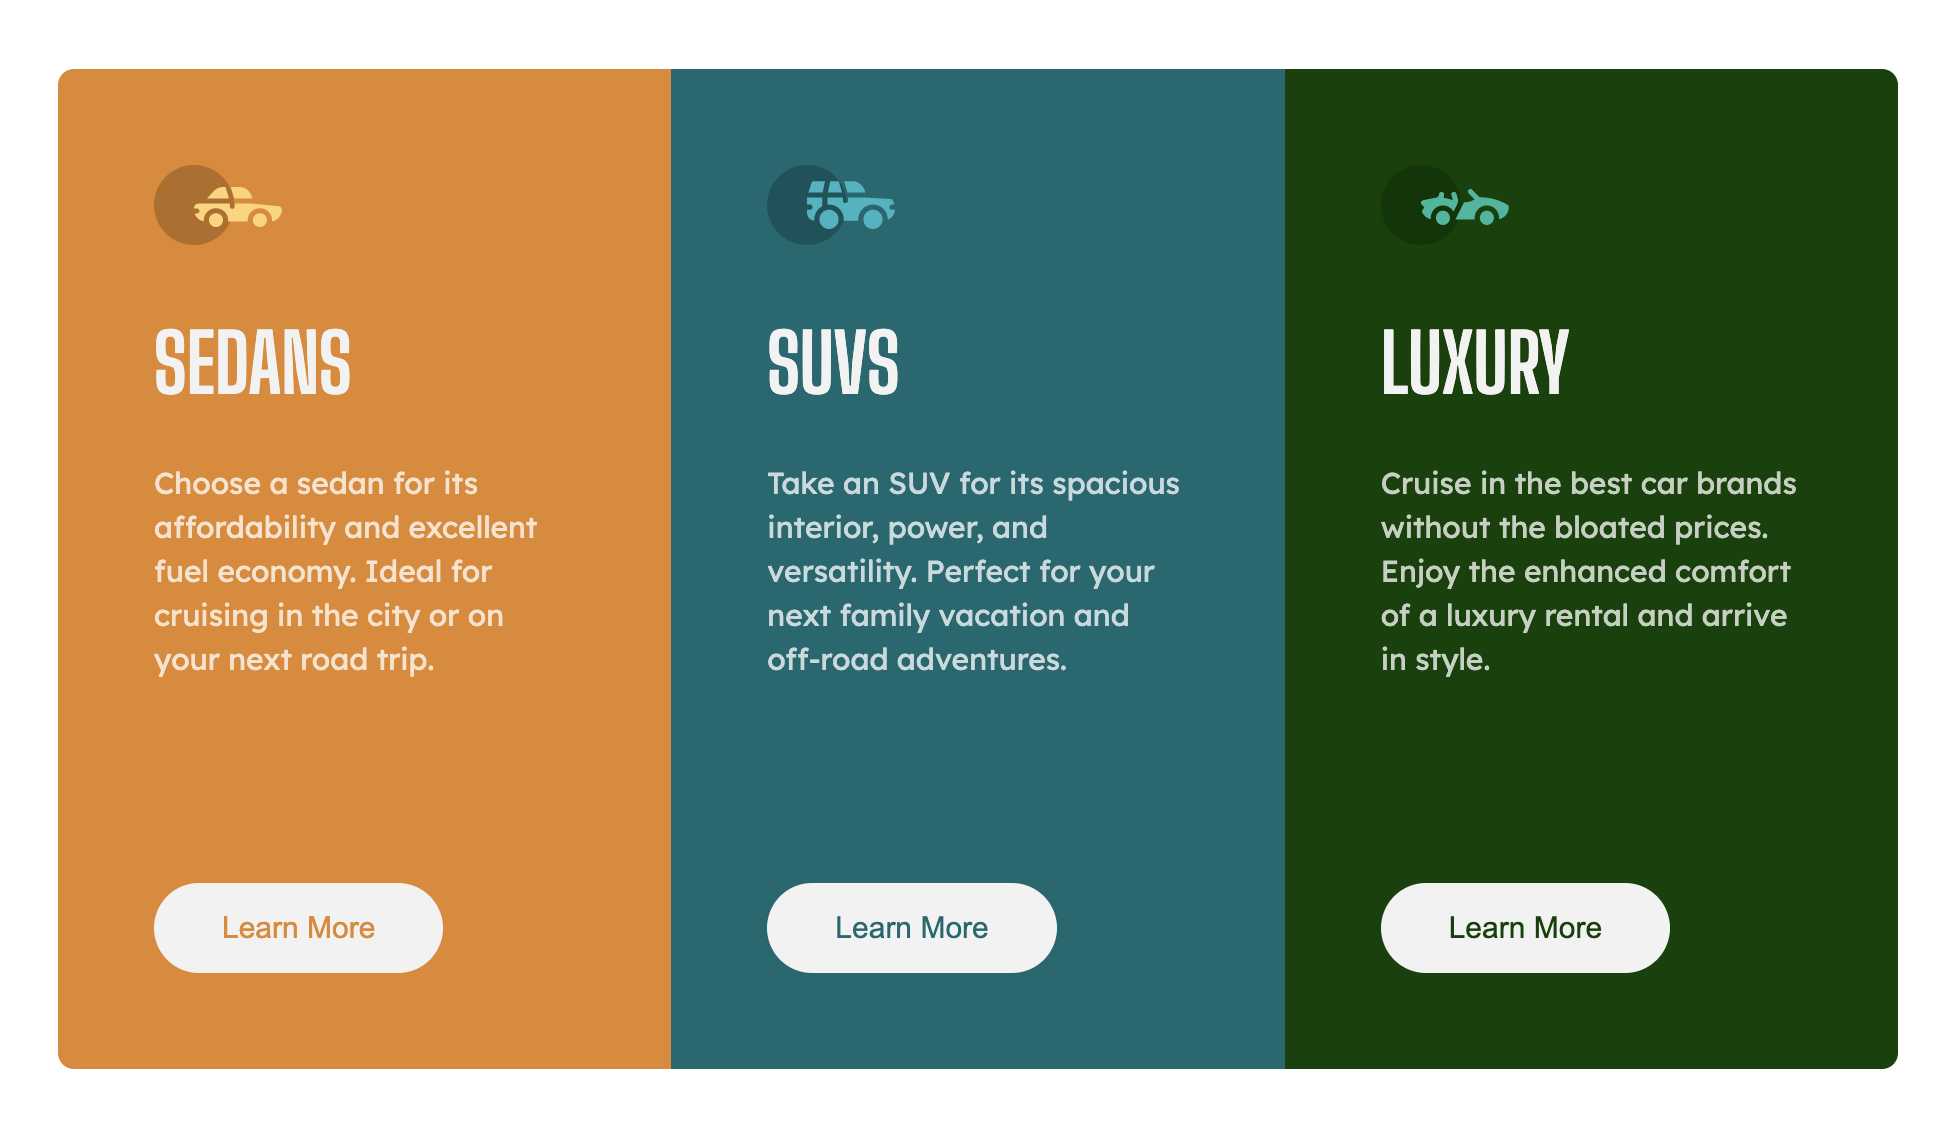 SEDANS
Choose a sedan for its
affordability and excellent
fuel economy. Ideal for
cruising in the city or on
your next road trip.
Learn More
SUVS
Take an SUV for its spacious
interior, power, and
versatility. Perfect for your
next family vacation and
off-road adventures.
Learn More
LUXURY
Cruise in the best car brands
without the bloated prices.
Enjoy the enhanced comfort
of a luxury rental and arrive
in style.
Learn More